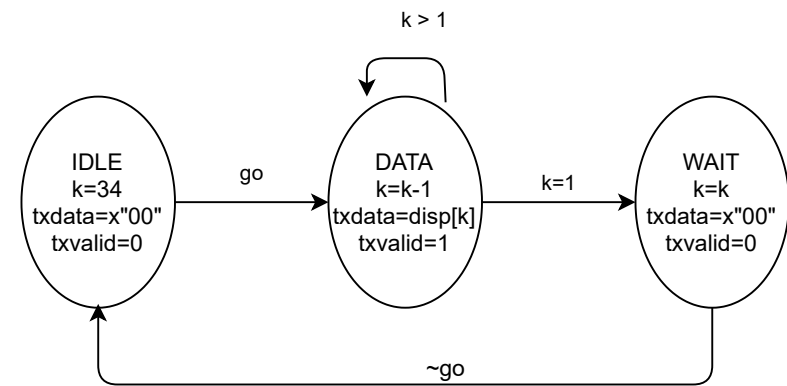 k > 1
IDLE
k=34
txdata=x"00"
txvalid=0
go
DATA
k=k-1
txdata=disp[k]
txvalid=1
k=1
WAIT
k=k
txdata=x"00"
txvalid=0
~go